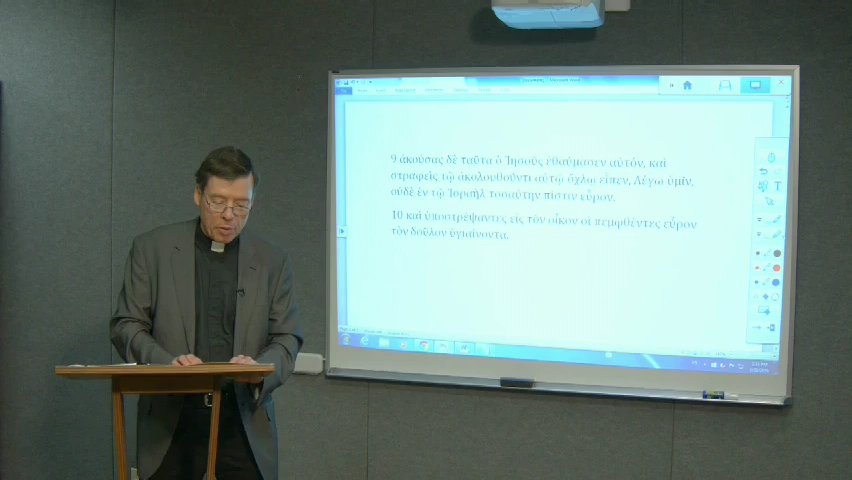 9 ἀκούσας δὲ ταῦτα ὁ Ἰησοῦς ἐθαύμασεν αὐτόν, καὶ
στραφεὶς τῷ ἀκολουθοῦντι αὐτῷ ὄχλῳ εἶπεν, Λέγω ὑμῖν,
οὐδὲ ἐν τῷ Ἰσραὴλ τοσαύτην πίστιν εὗρον.
10 καὶ ὑποστρέψαντες εἰς τὸν οἶκον οἱ πεμφθέντες εὗρον
τὸν δοῦλον ὑγιαίνοντα.